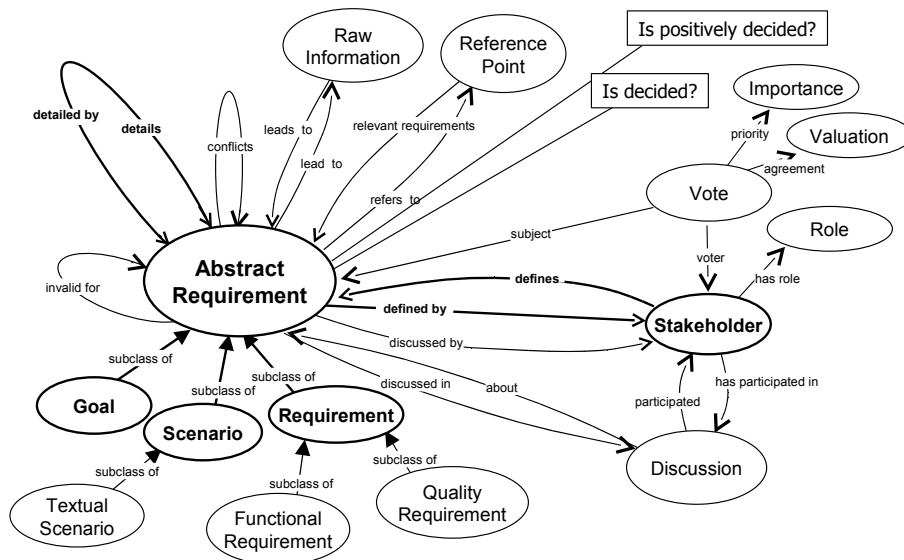 Is positively decided?
Raw
Information
Reference
Point
Is decided?
Importance
detailed by
details
conflicts
leads to
relevant requirements
priority
Valuation
lead to
agreement
Vote
refers to
Role
subject
Abstract
Requirement
voter
invalid for
defines
has role
defined by
Stakeholder
discussed by
subclass of
subclass of
subclass of
discussed in
about
has participated in
participated
Goal
Scenario
Requirement
subclass of
subclass of
subclass of
Discussion
Textual
Scenario
Functional
Requirement
Quality
Requirement